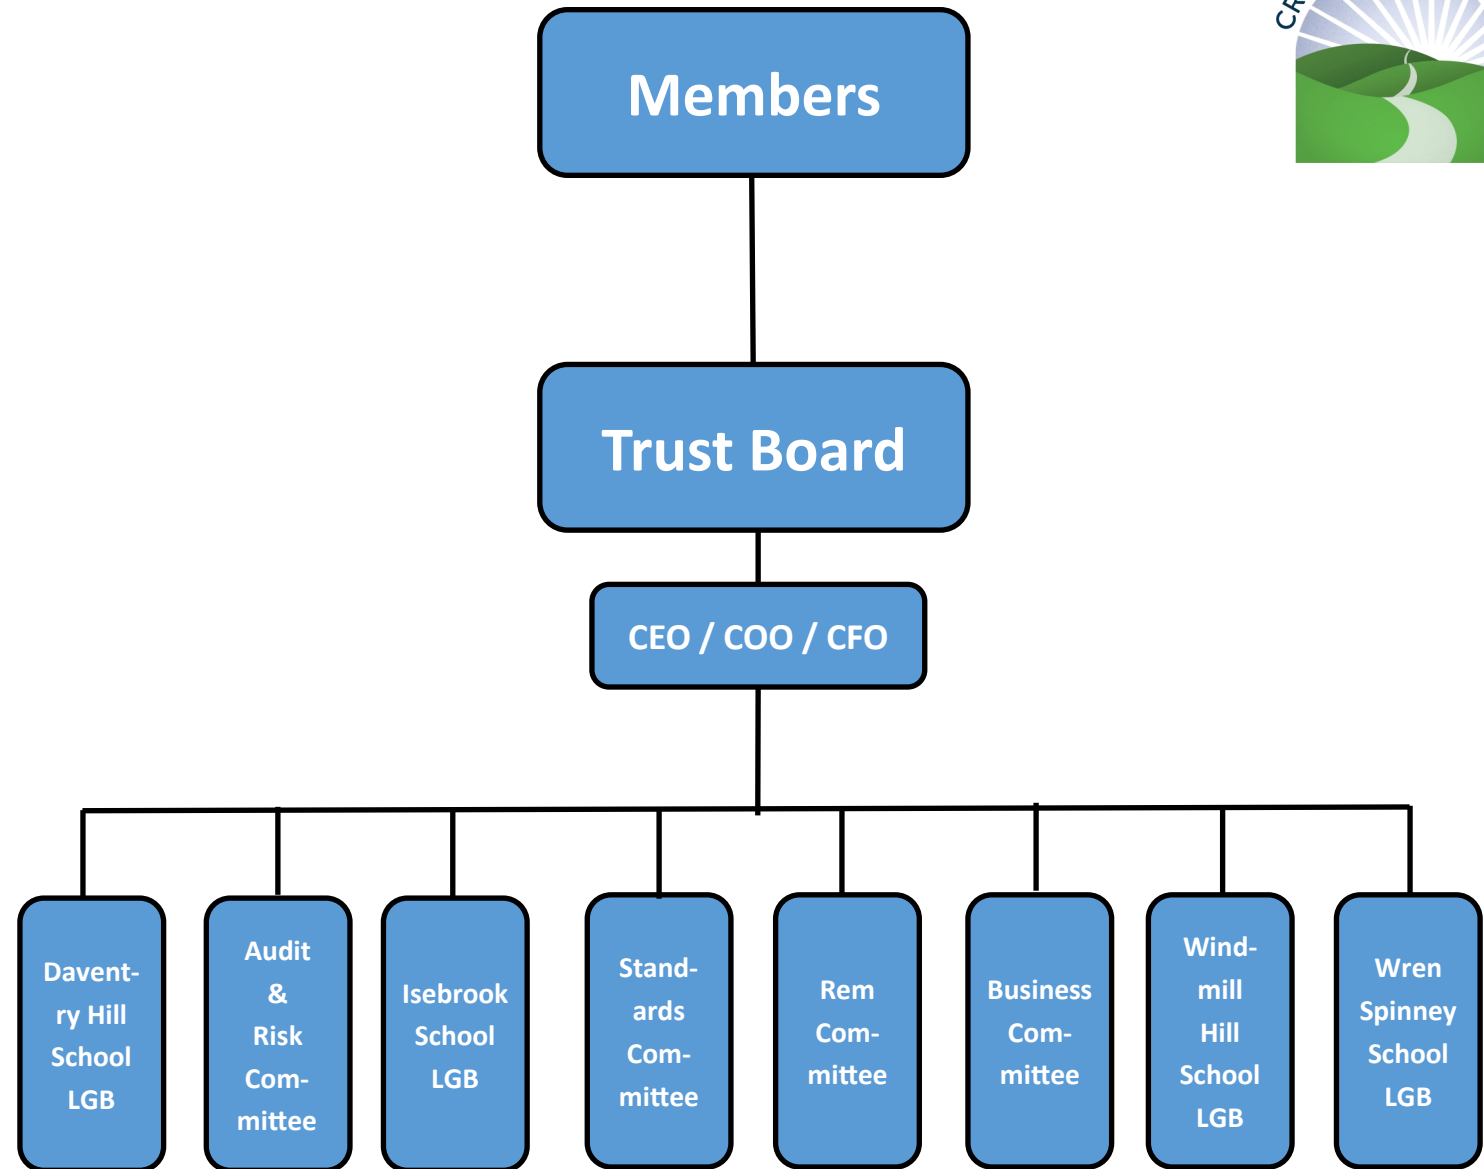 CR
Members
Trust Board
CEO / COO / CFO
Davent-
ry Hill
School
LGB
Audit
&
Risk
Com-
mittee
Isebrook
School
LGB
Stand-
ards
Com-
mittee
Rem
Com-
mittee
Business
Com-
mittee
Wind-
mill
Hill
School
LGB
Wren
Spinney
School
LGB